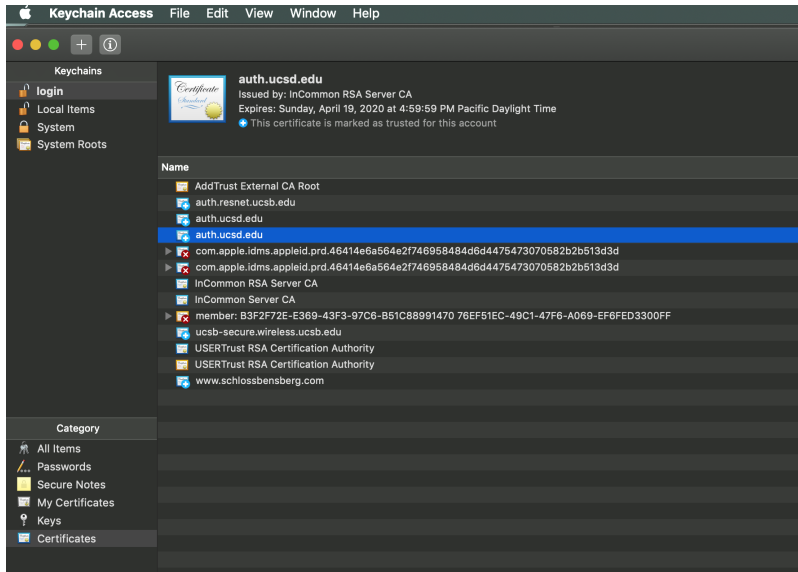 Keychain Access File Edit View Window Help
Keychains
login
Local Items
System
System Roots
Certificate
Standard
auth.ucsd.edu
Issued by: InCommon RSA Server CA
Expires: Sunday, April 19, 2020 at 4:59:59 PM Pacific Daylight Time
This certificate is marked as trusted for this account
Name
AddTrust External CA Root
auth.resnet.ucsb.edu
auth.ucsd.edu
auth.ucsd.edu
com.apple.idms.appleid.prd.46414e6a564e2f746958484d6d4475473070582b2b513d3d
com.apple.idms.appleid.prd.46414e6a564e2f746958484d6d4475473070582b2b513d3d
InCommon RSA Server CA
InCommon Server CA
member: B3F2F72E-E369-43F3-97C6-B51C88991470 76EF51EC-49C1-47F6-A069-EF6FED3300FF
ucsb-secure.wireless.ucsb.edu
USERTrust RSA Certification Authority
USERTrust RSA Certification Authority
www.schlossbensberg.com
Category
All Items
Passwords
Secure Notes
My Certificates
Keys
Certificates